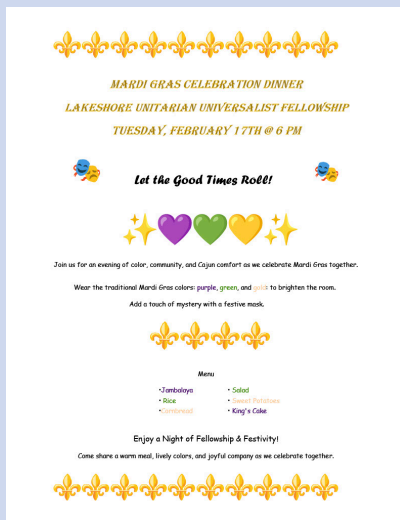 MARDI GRAS CELEBRATION DINNER
LAKESHORE UNITARIAN UNIVERSALIST FELLOWSHIP
TUESDAY, FEBRUARY 17TH @ 6 PM
Let the Good Times Roll!
Join us for an evening of color, community, and Cajun comfort as we celebrate Mardi Gras together.
Wear the traditional Mardi Gras colors: purple, green, and gold: to brighten the room.
Add a touch of mystery with a festive mask.
Menu
•Jambalaya • Salad
• Rice • Sweet Potatoes
•Cornbread • King's Cake
Enjoy a Night of Fellowship & Festivity!
Come share a warm meal, lively colors, and joyful company as we celebrate together.